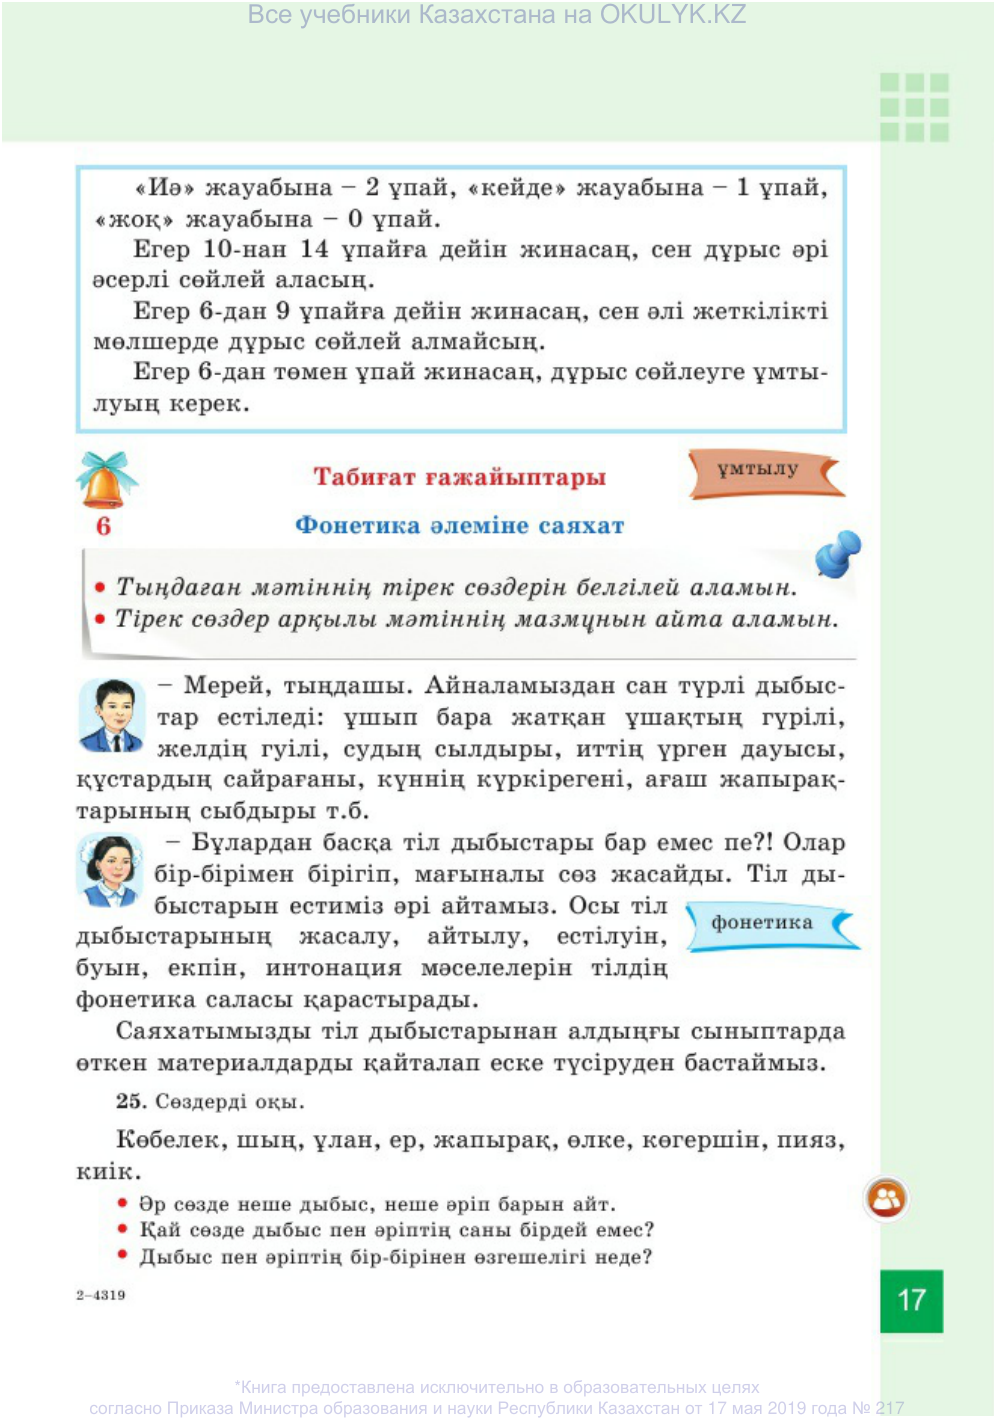 Все учебники Казахстана на OKULYK.KZ
«Иә» жауабына – 2 ұпай, «кейде» жауабына – 1 ұпай,
«жоқ» жауабына – 0 ұпай.
Егер 10-нан 14 ұпайға дейін жинасаң, сен дұрыс әрі
әсерлі сөйлей аласың.
Егер 6-дан 9 ұпайға дейін жинасаң, сен әлі жеткілікті
мөлшерде дұрыс сөйлей алмайсың.
Егер 6-дан төмен ұпай жинасаң, дұрыс сөйлеуге ұмты-
луың керек.
Табиғат ғажайыптары
ұмтылу
6
Фонетика әлеміне саяхат
• Тыңдаған мәтіннің тірек сөздерін белгілей аламын.
• Тірек сөздер арқылы мәтіннің мазмұнын айта аламын.
– Мерей, тыңдашы. Айналамыздан сан түрлі дыбыс-
тар естіледі: ұшып бара жатқан ұшақтың гүрілі,
желдің гуілі, судың сылдыры, иттің үрген дауысы,
құстардың сайрағаны, күннің күркірегені, ағаш жапырақ-
тарының сыбдыры т.б.
– Бұлардан басқа тіл дыбыстары бар емес пе?! Олар
бір-бірімен бірігіп, мағыналы сөз жасайды. Тіл ды-
быстарын естиміз әрі айтамыз. Осы тіл
дыбыстарының жасалу, айтылу, естілуін,
буын, екпін, интонация мәселелерін тілдің
фонетика саласы қарастырады.
фонетика
Саяхатымызды тіл дыбыстарынан алдыңғы сыныптарда
өткен материалдарды қайталап еске түсіруден бастаймыз.
25. Сөздерді оқы.
Көбелек, шың, ұлан, ер, жапырақ, өлке, көгершін, пияз,
киік.
• Әр сөзде неше дыбыс, неше әріп барын айт.
• Қай сөзде дыбыс пен әріптің саны бірдей емес?
• Дыбыс пен әріптің бір-бірінен өзгешелігі неде?
2–4319
17
*Книга предоставлена исключительно в образовательных целях
согласно Приказа Министра образования и науки Республики Казахстан от 17 мая 2019 года № 217